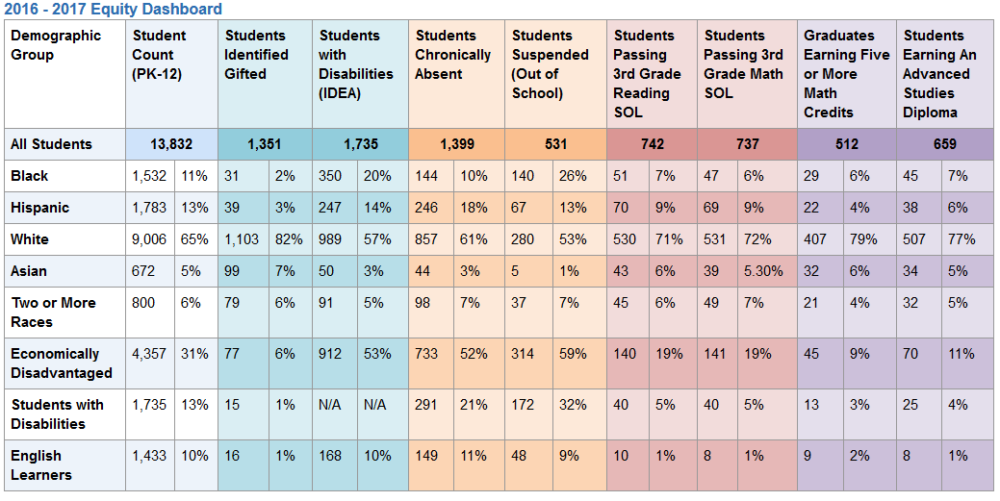 2016 - 2017 Equity Dashboard
Demographic Group Student Count (PK-12) Students Identified Gifted Students with Disabilities (IDEA) Students Chronically Absent Students Suspended (Out of School) Students Passing 3rd Grade Reading SOL Students Passing 3rd Grade Math SOL Graduates Earning Five or More Math Credits Students Earning An Advanced Studies Diploma
All Students 13,832 1,351 1,735 1,399 531 742 737 512 659
Black 1,532 11% 31 2% 350 20% 144 10% 140 26% 51 7% 47 6% 29 6% 45 7%
Hispanic 1,783 13% 39 3% 247 14% 246 18% 67 13% 70 9% 69 9% 22 4% 38 6%
White 9,006 65% 1,103 82% 989 57% 857 61% 280 53% 530 71% 531 72% 407 79% 507 77%
Asian 672 5% 99 7% 50 3% 44 3% 5 1% 43 6% 39 5.30% 32 6% 34 5%
Two or More Races 800 6% 79 6% 91 5% 98 7% 37 7% 45 6% 49 7% 21 4% 32 5%
Economically Disadvantaged 4,357 31% 77 6% 912 53% 733 52% 314 59% 140 19% 141 19% 45 9% 70 11%
Students with Disabilities 1,735 13% 15 1% N/A N/A 291 21% 172 32% 40 5% 40 5% 13 3% 25 4%
English Learners 1,433 10% 16 1% 168 10% 149 11% 48 9% 10 1% 8 1% 9 2% 8 1%